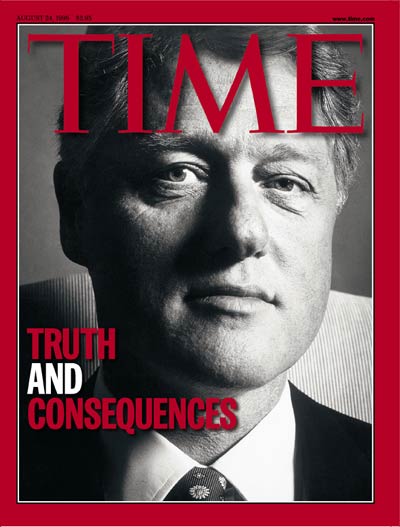 AUGUST 24, 1998 $2.95
www.time.com
TIME
TRUTH
AND
CONSEQUENCES